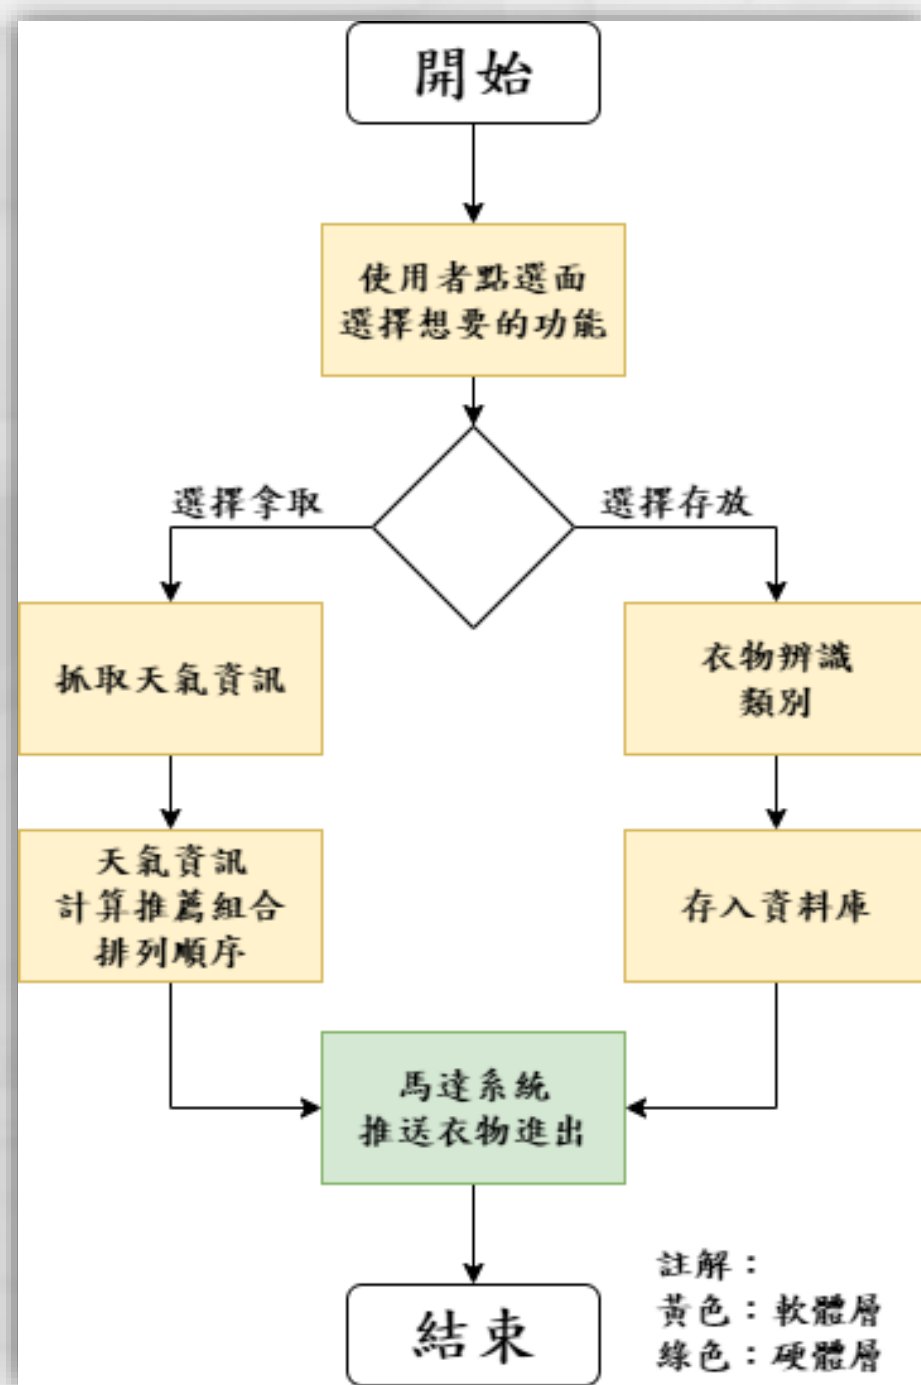 開始
使用者點選面
選擇想要的功能
選擇拿取
選擇存放
抓取天氣資訊
衣物辨識
類別
天氣資訊
計算推薦組合
排列順序
存入資料庫
馬達系統
推送衣物進出
結束
註解：
黃色：軟體層
綠色：硬體層